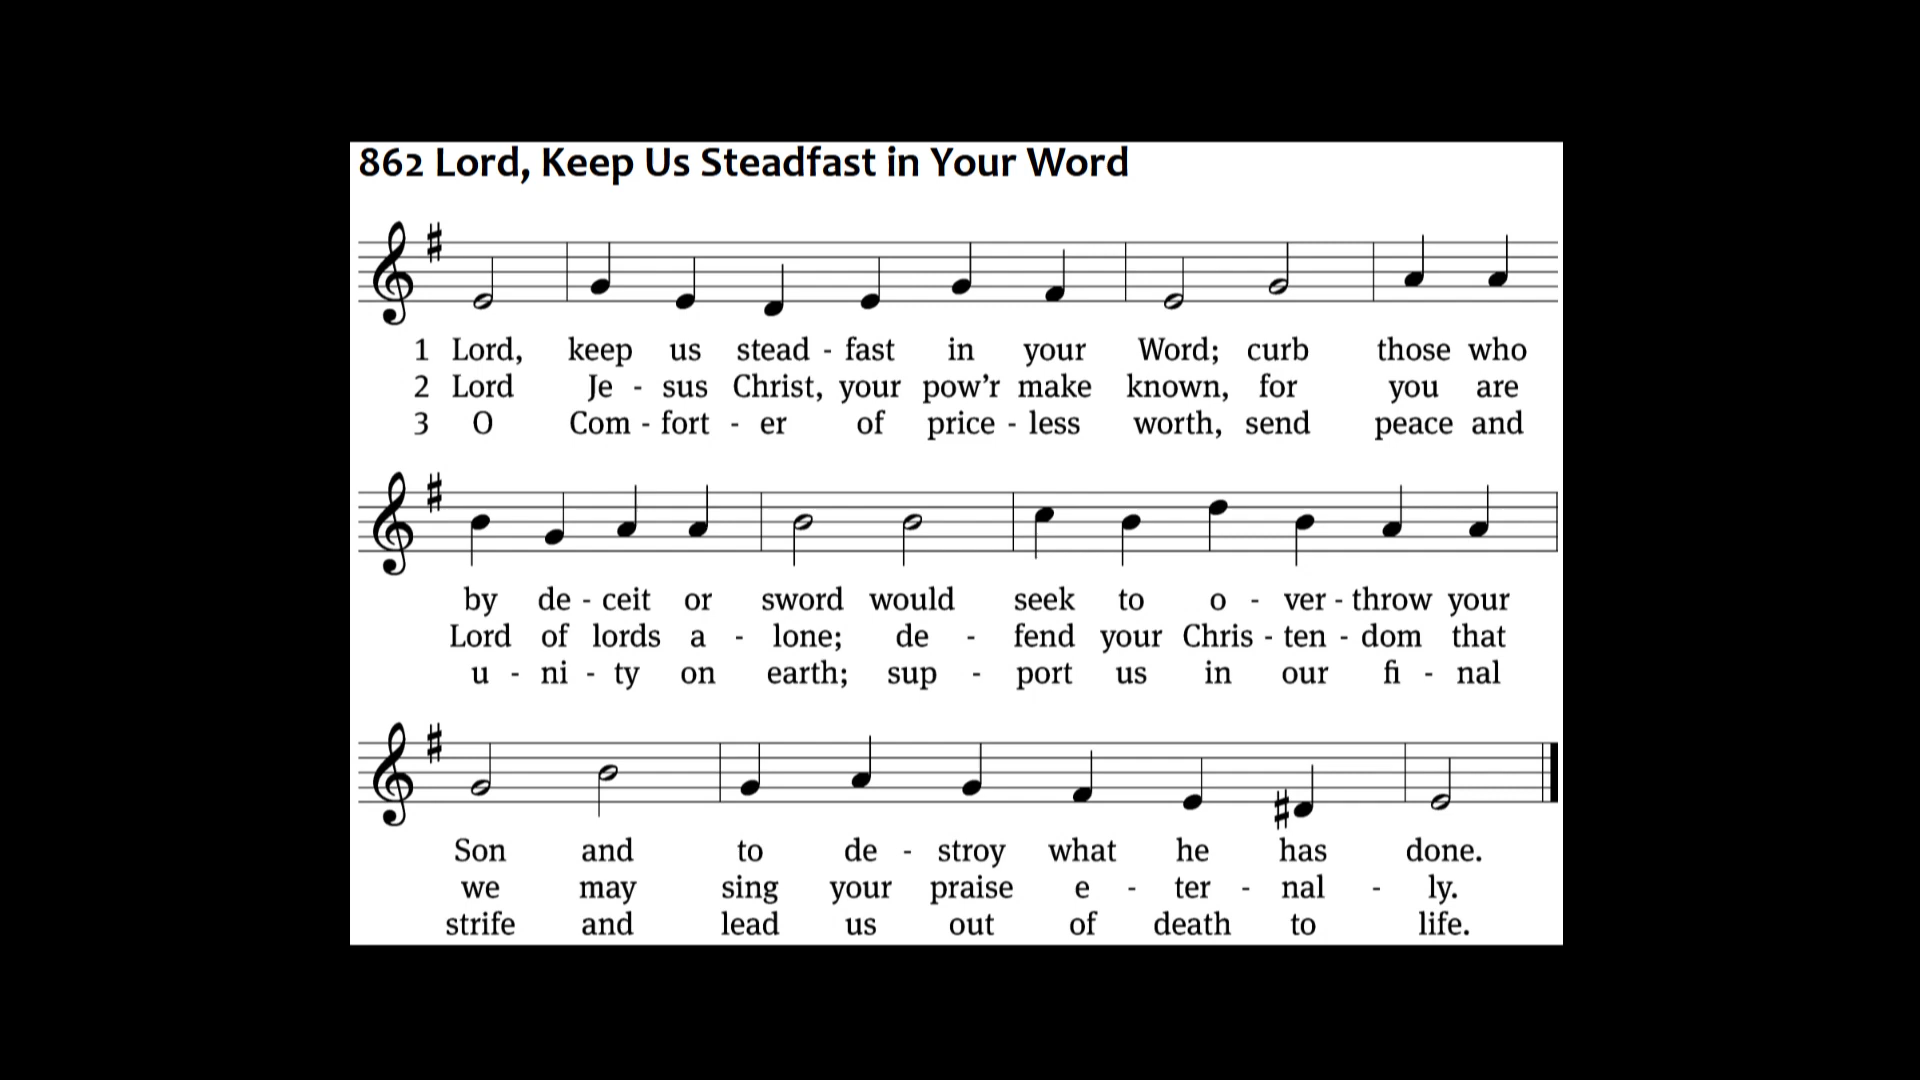 862 Lord, Keep Us Steadfast in Your Word
1 Lord, keep us stead - fast in your Word; curb those who
2 Lord Je - sus Christ, your pow’r make known, for you are
3 O Com - fort - er of price - less worth, send peace and
by de - ceit or sword would seek to o - ver - throw your
Lord of lords a - lone; de - fend your Chris - ten - dom that
u - ni - ty on earth; sup - port us in our fi - nal
Son and to de - stroy what he has done.
we may sing your praise e - ter - nal - ly.
strife and lead us out of death to life.